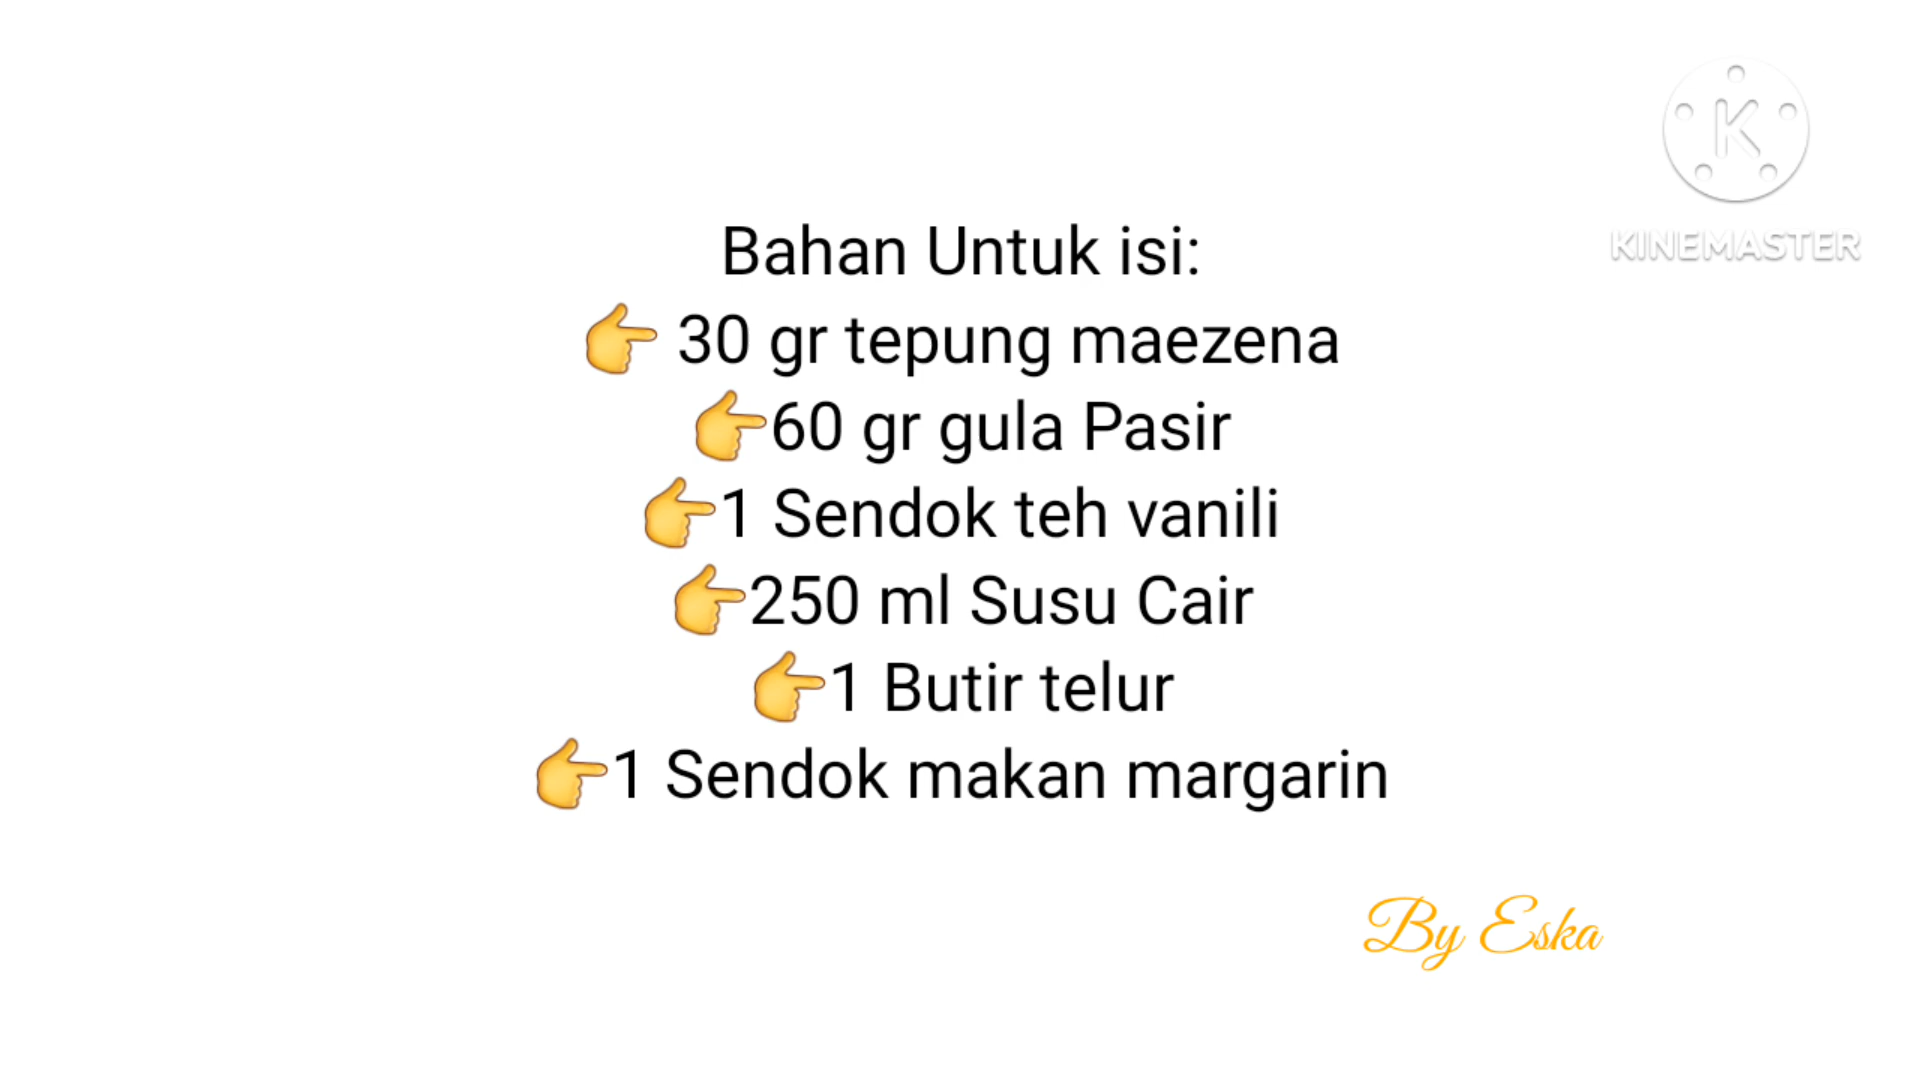 KINEMASTER
Bahan Untuk isi:
👉 30 gr tepung maezena
👉60 gr gula Pasir
👉1 Sendok teh vanili
👉250 ml Susu Cair
👉1 Butir telur
👉1 Sendok makan margarin
By Eska